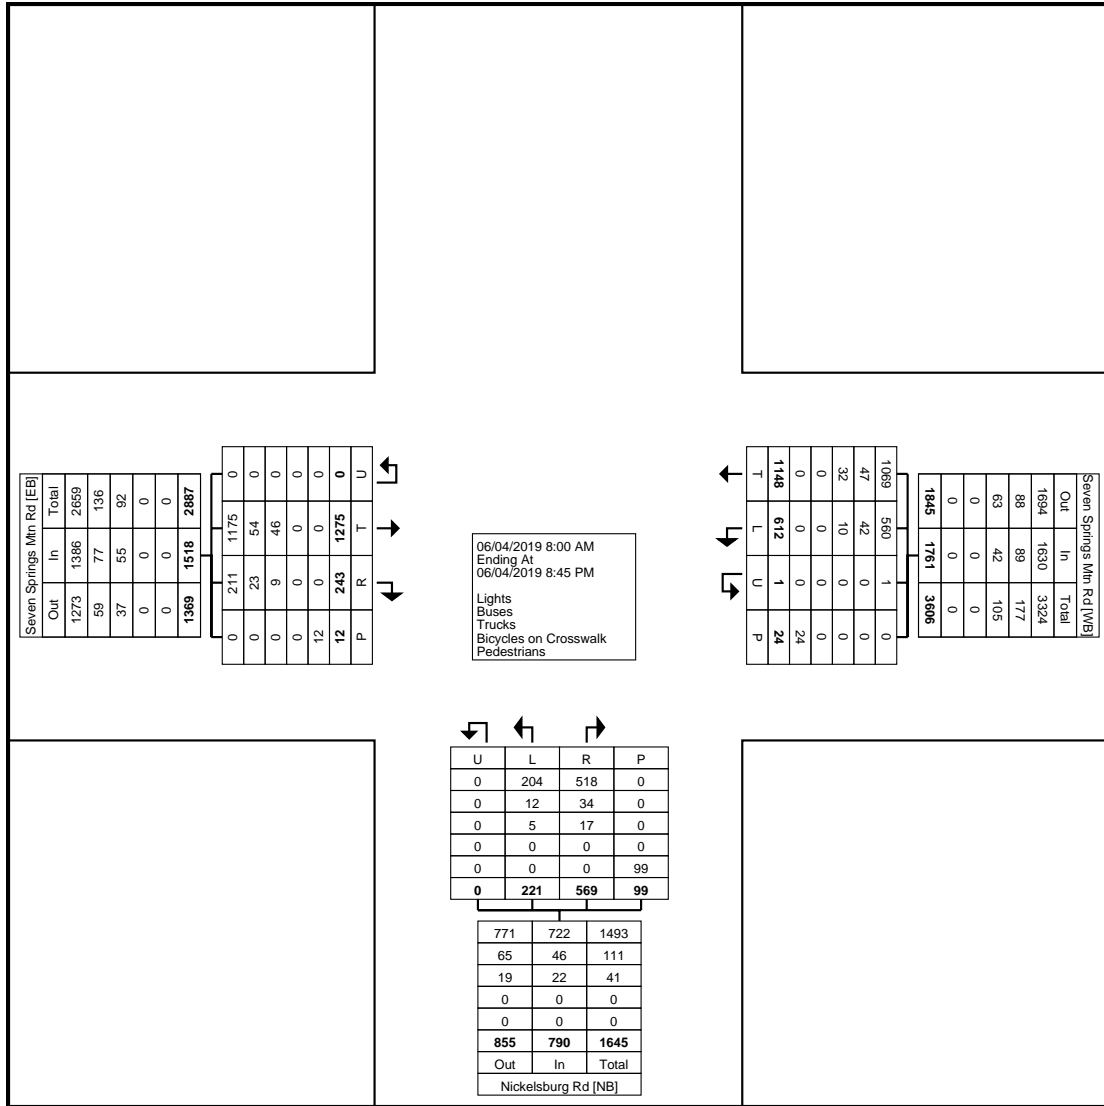 Seven Springs Mtn Rd [EB]
Total In Out
2659 1386 1273
136 77 59
92 55 37
0 0 0
0 0 0
2887 1518 1369
0 1175 211 0
0 54 23 0
0 46 9 0
0 0 0 0
0 0 0 12
0 1275 243 12
U T R P
06/04/2019 8:00 AM
Ending At
06/04/2019 8:45 PM
Lights
Buses
Trucks
Bicycles on Crosswalk
Pedestrians
Seven Springs Mtn Rd [WB]
Out In Total
1694 1630 3324
88 89 177
63 42 105
0 0 0
0 0 0
1845 1761 3606
1069 560 1 0
47 42 0 0
32 10 0 0
0 0 0 0
0 0 0 24
1148 612 1 24
T L U P
U L R P
0 204 518 0
0 12 34 0
0 5 17 0
0 0 0 0
0 0 0 99
0 221 569 99
771 722 1493
65 46 111
19 22 41
0 0 0
0 0 0
855 790 1645
Out In Total
Nickelsburg Rd [NB]